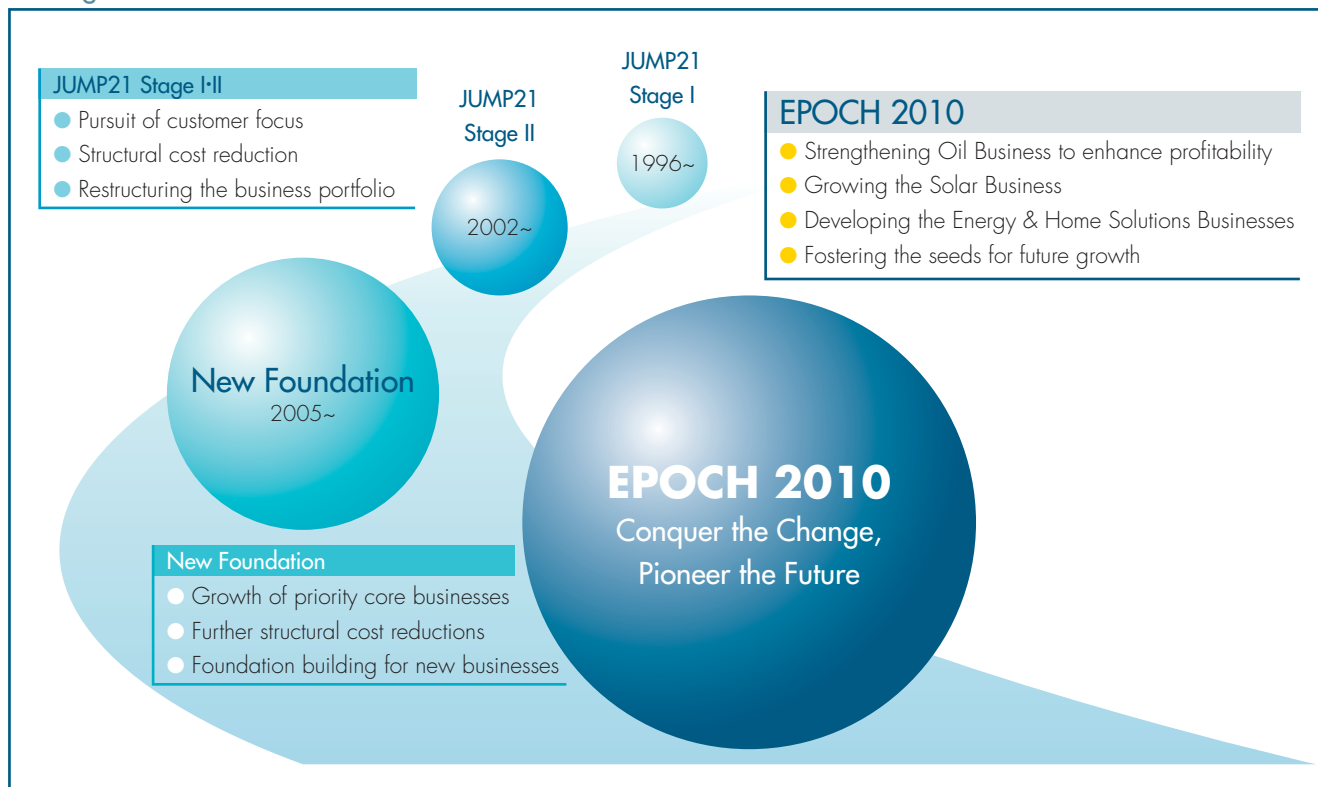 JUMP21 Stage I·II
Pursuit of customer focus
Structural cost reduction
Restructuring the business portfolio
JUMP21
Stage II
2002~
JUMP21
Stage I
1996~
EPOCH 2010
Strengthening Oil Business to enhance profitability
Growing the Solar Business
Developing the Energy & Home Solutions Businesses
Fostering the seeds for future growth
New Foundation
2005~
EPOCH 2010
Conquer the Change,
Pioneer the Future
New Foundation
Growth of priority core businesses
Further structural cost reductions
Foundation building for new businesses